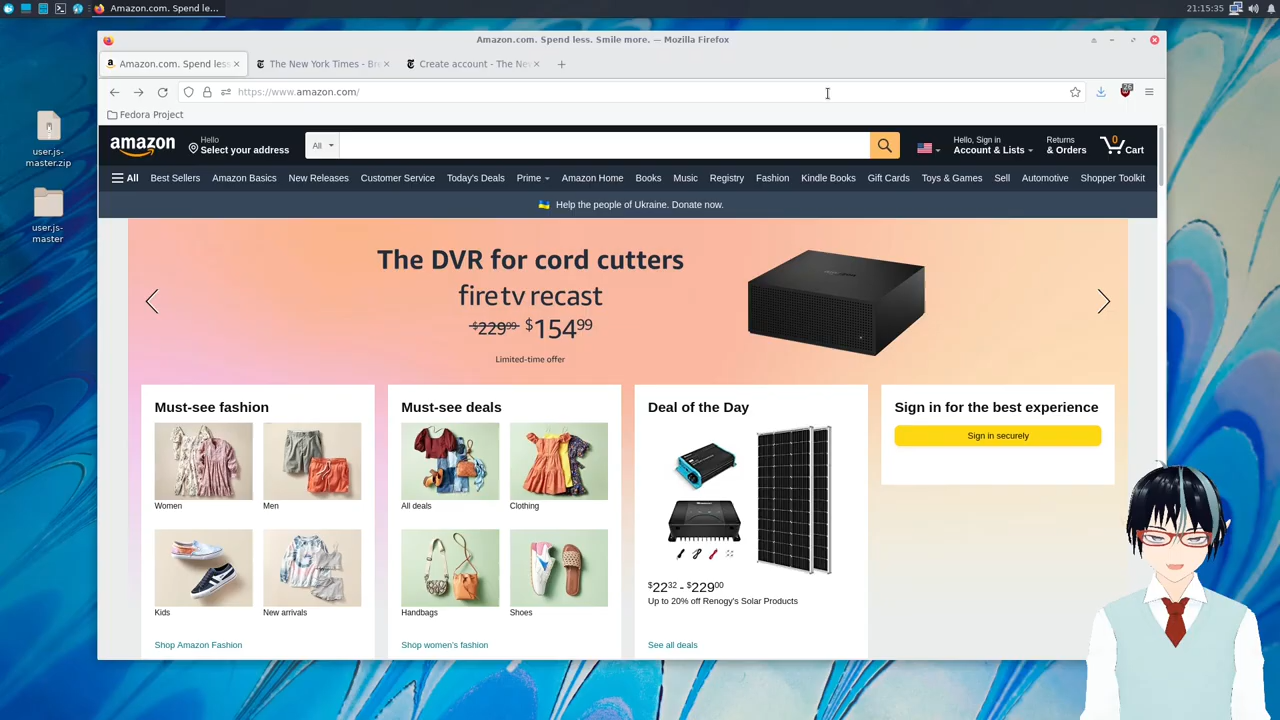 Amazon.com. Spend le...
21:15:35
Amazon.com. Spend less. Smile more. — Mozilla Firefox
Amazon.com. Spend less
The New York Times - Bre
Create account - The Nev
https://www.amazon.com/
26
Fedora Project
user.js-master.zip
user.js-master
amazon
Hello
Select your address
All
Hello, Sign in
Account & Lists
Returns
& Orders
0
Cart
All
Best Sellers
Amazon Basics
New Releases
Customer Service
Today's Deals
Prime
Amazon Home
Books
Music
Registry
Fashion
Kindle Books
Gift Cards
Toys & Games
Sell
Automotive
Shopper Toolkit
Help the people of Ukraine. Donate now.
The DVR for cord cutters
fire tv recast
$229.99 $154.99
Limited-time offer
Must-see fashion
Women
Men
Kids
New arrivals
Shop Amazon Fashion
Must-see deals
All deals
Clothing
Handbags
Shoes
Shop women's fashion
Deal of the Day
$22.32 - $229.00
Up to 20% off Renogy's Solar Products
See all deals
Sign in for the best experience
Sign in securely